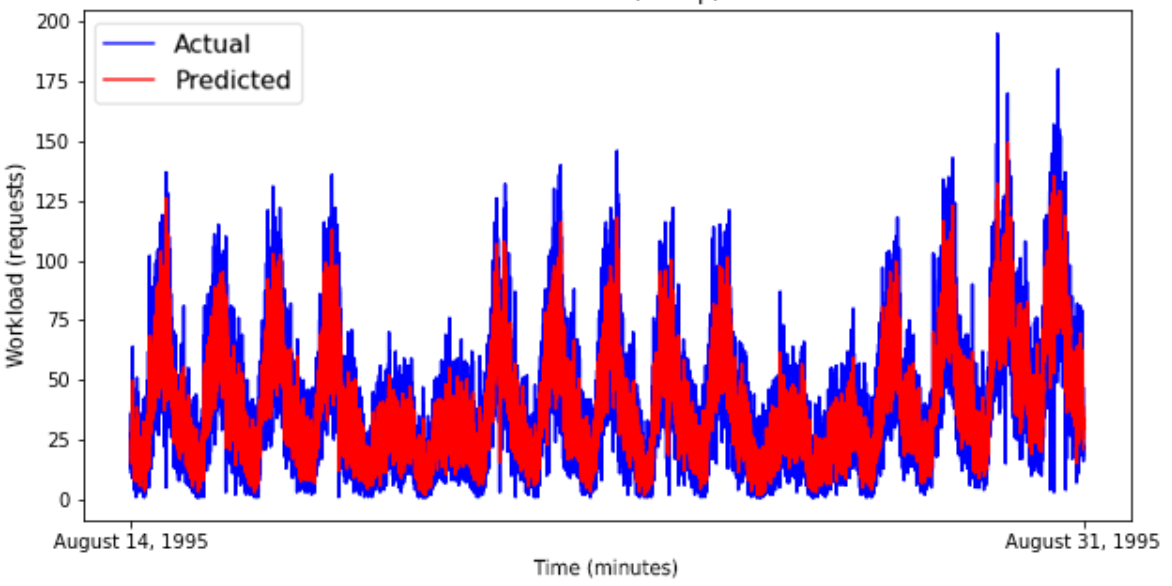 200
175
150
125
100
75
50
25
0
Workload (requests)
Actual
Predicted
August 14, 1995
August 31, 1995
Time (minutes)